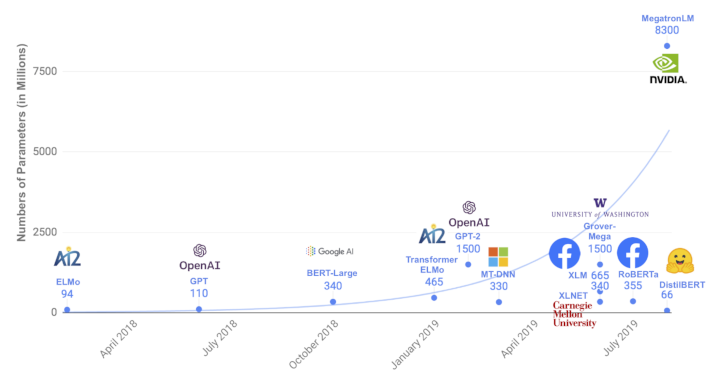 MegatronLM
8300
NVIDIA.
Numbers of Parameters (in Millions)
7500
5000
2500
0
Ai2
ELMo
94
OpenAI
GPT
110
Google AI
BERT-Large
340
Ai2
Transformer
ELMo
465
OpenAI
GPT-2
1500
MT-DNN
330
W
UNIVERSITY of WASHINGTON
Grover-
Mega
1500
XLM 665
XLNET 340
Carnegie
Mellon
University
RoBERTa
355
DistilBERT
66
April 2018
July 2018
October 2018
January 2019
April 2019
July 2019